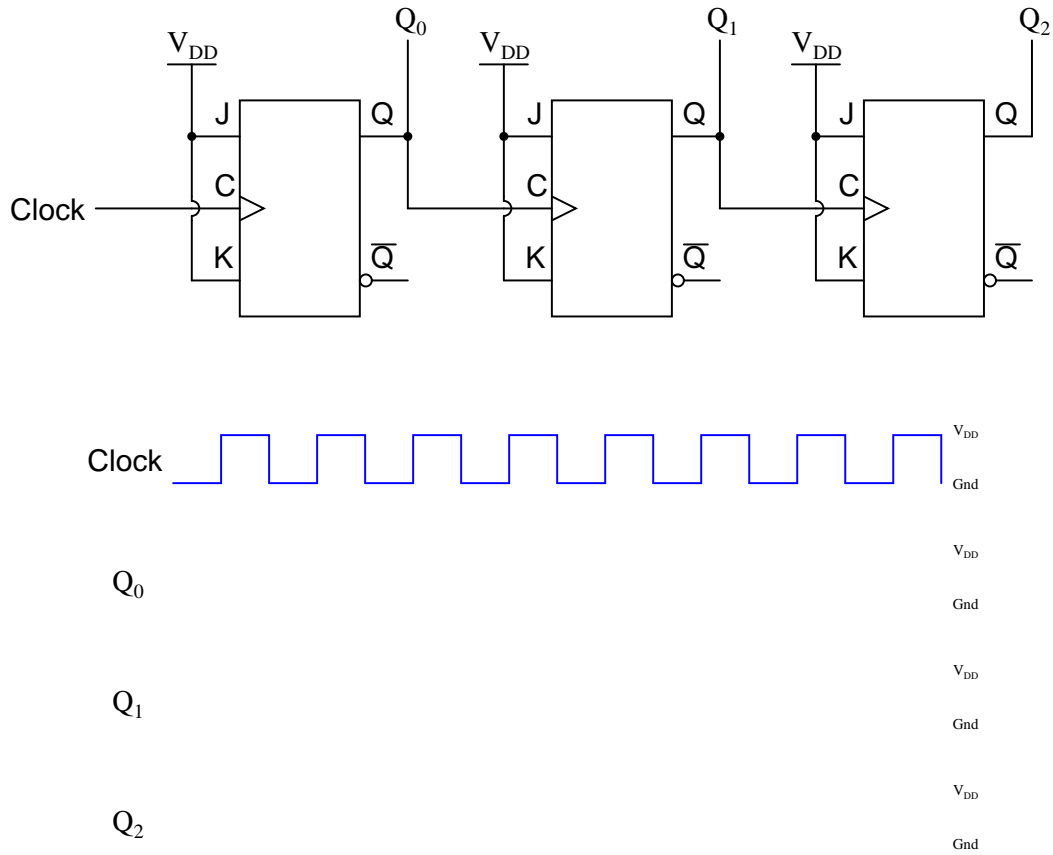 Q0 Q1 Q2
VDD VDD VDD
J Q J Q J Q
C C C
Clock
K Q̅ K Q̅ K Q̅
VDD
Clock
Gnd
VDD
Q0
Gnd
VDD
Q1
Gnd
VDD
Q2
Gnd